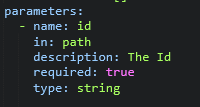 parameters:
  - name: id
    in: path
    description: The Id
    required: true
    type: string